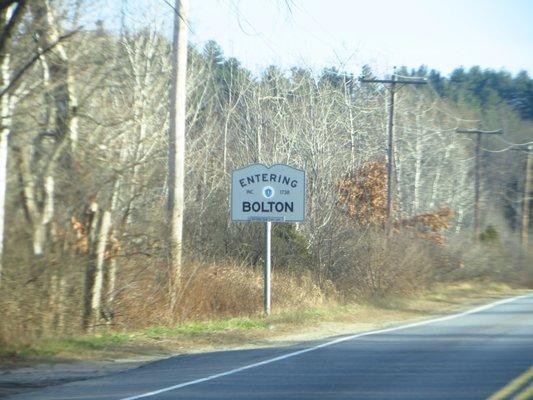 ENTERING
INC. 1738
BOLTON